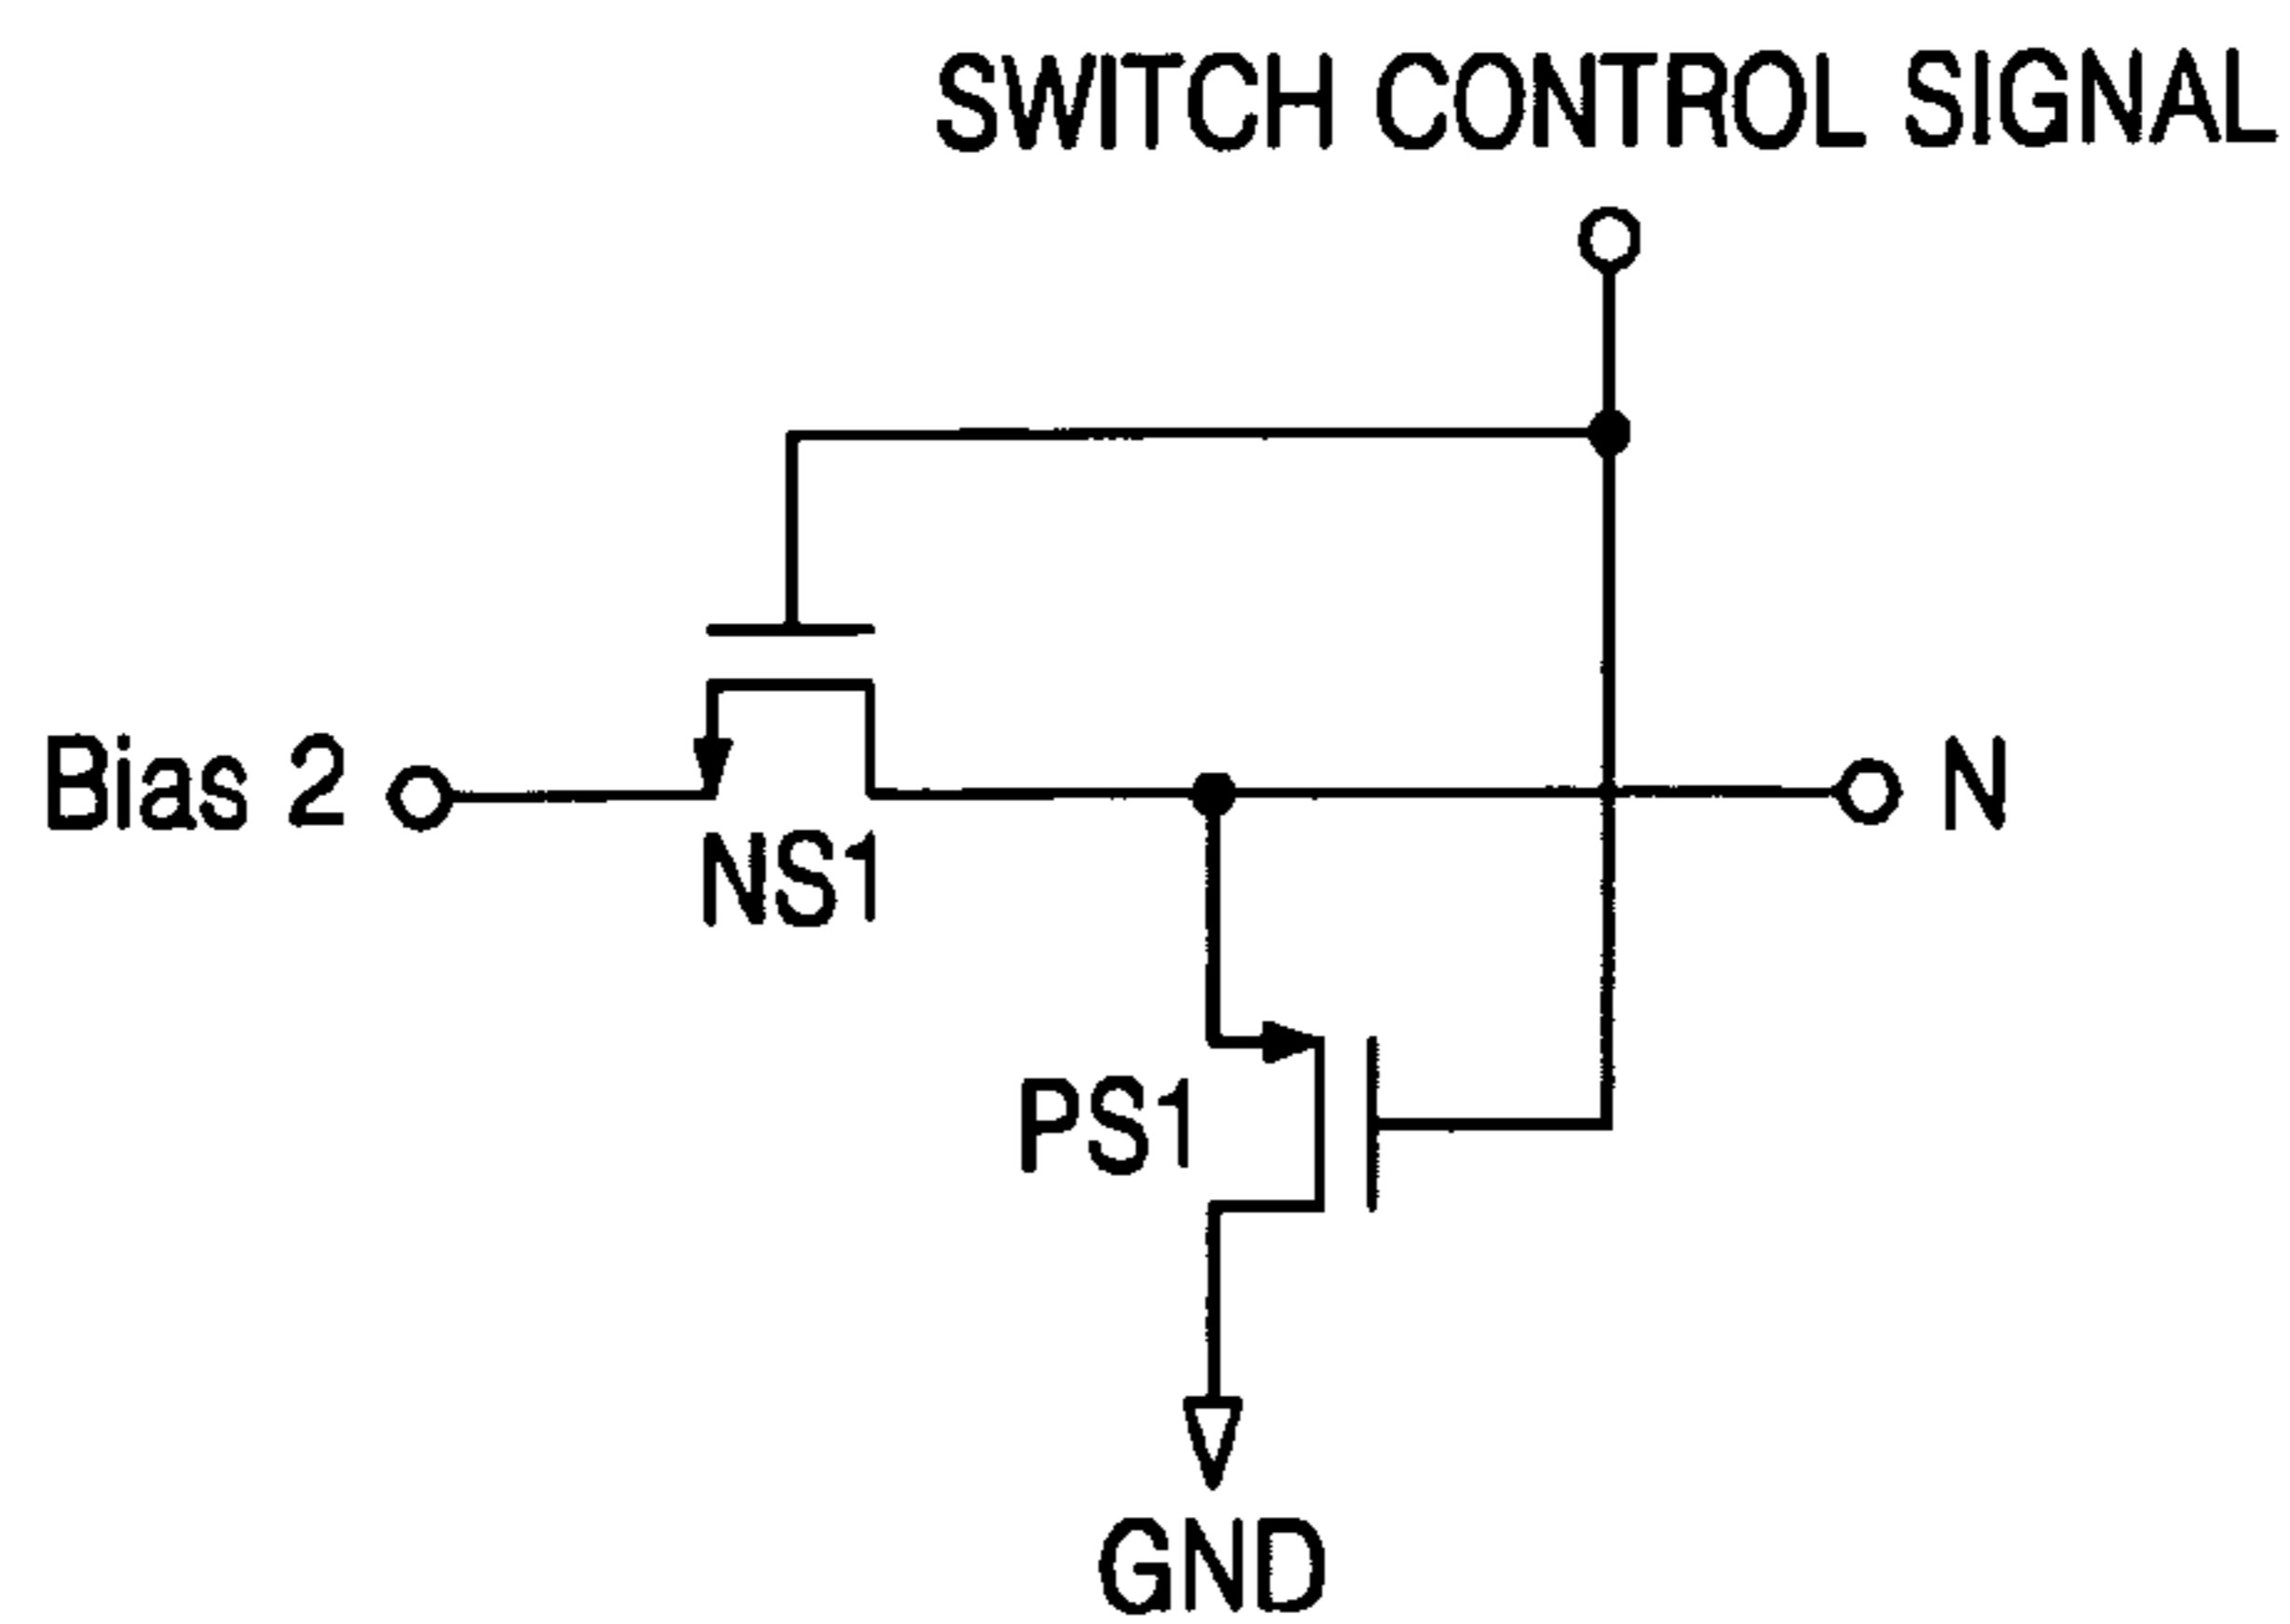 SWITCH CONTROL SIGNAL
Bias 2
N
NS1
PS1
GND